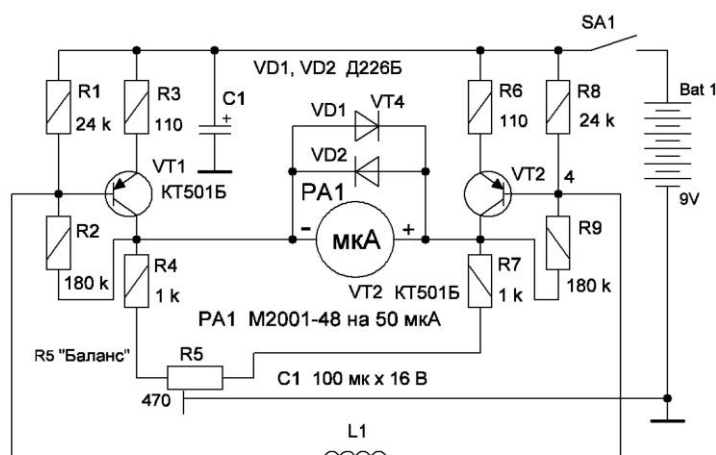 SA1
VD1, VD2 Д226Б
R1
24 k
R3
110
C1
+
VD1
VT4
R6
110
R8
24 k
Bat 1
VT1
КТ501Б
VD2
PA1
VT2
4
9V
R2
180 k
-
мкА
+
R9
180 k
R4
1 k
VT2 КТ501Б
R7
1 k
PA1 М2001-48 на 50 мкА
R5 "Баланс"
R5
470
C1 100 мк х 16 В
L1